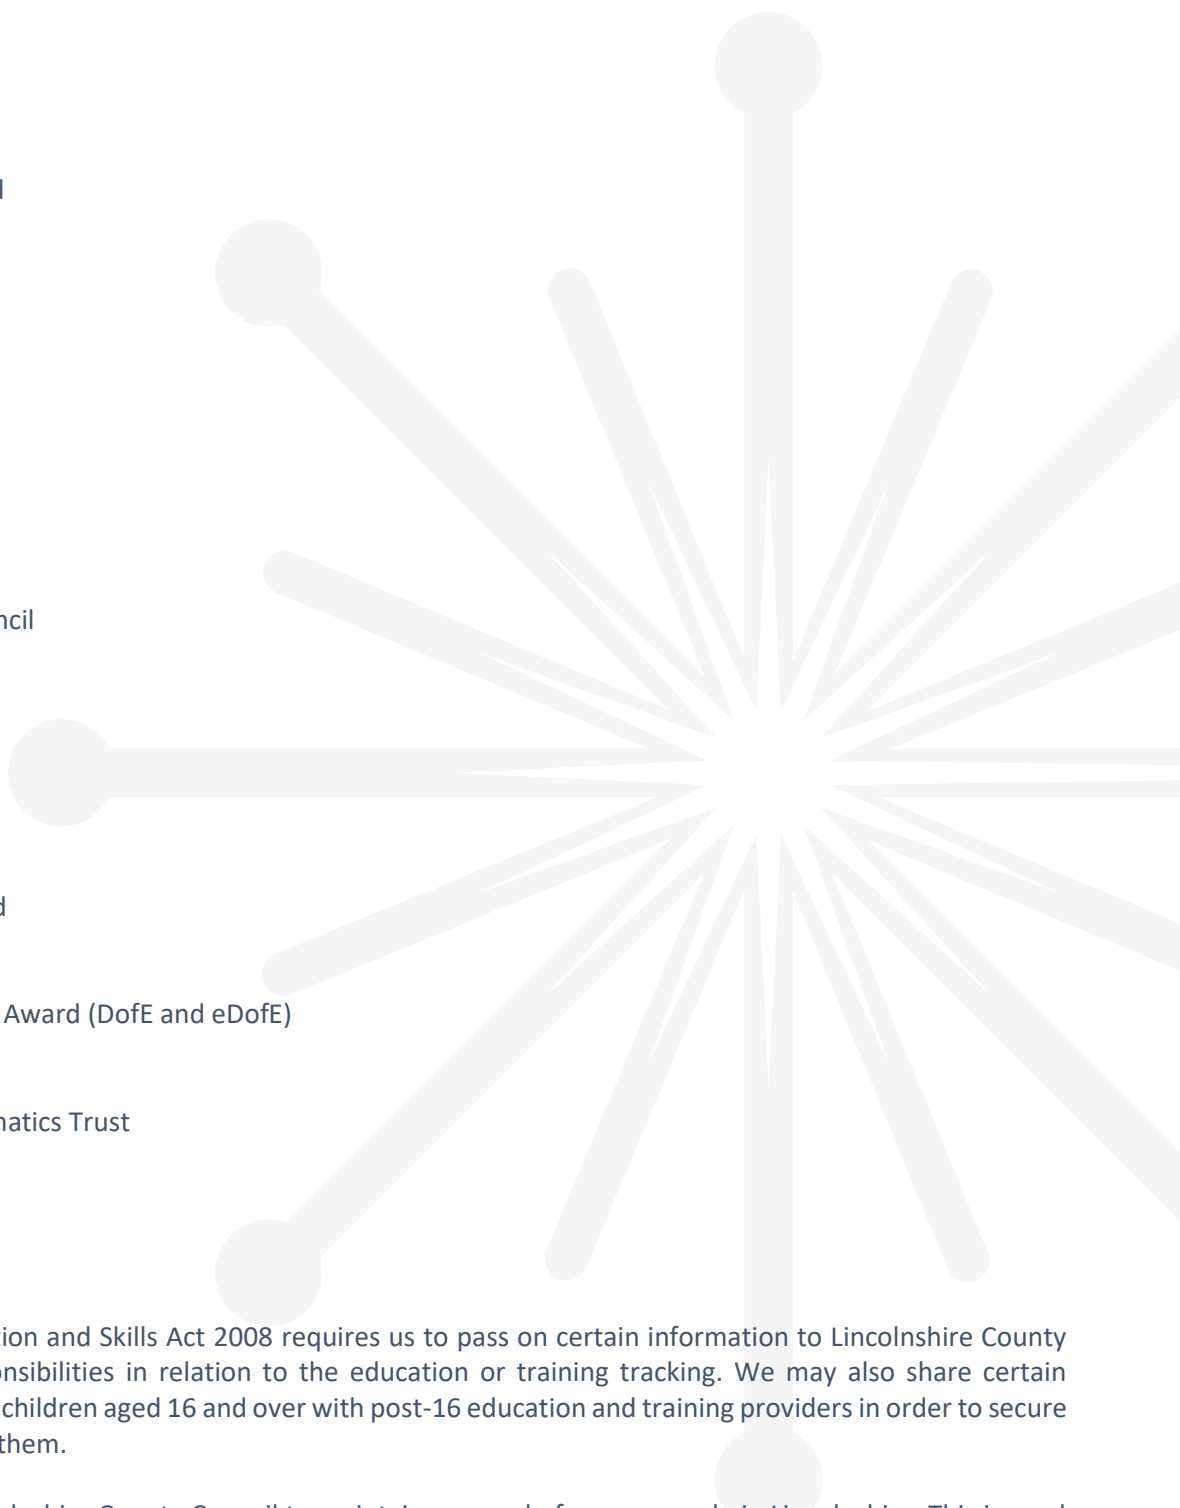 ncil
Award (DofE and eDofE)
natics Trust
tion and Skills Act 2008 requires us to pass on certain information to Lincolnshire County
onsibilities in relation to the education or training tracking. We may also share certain
children aged 16 and over with post-16 education and training providers in order to secure
them.